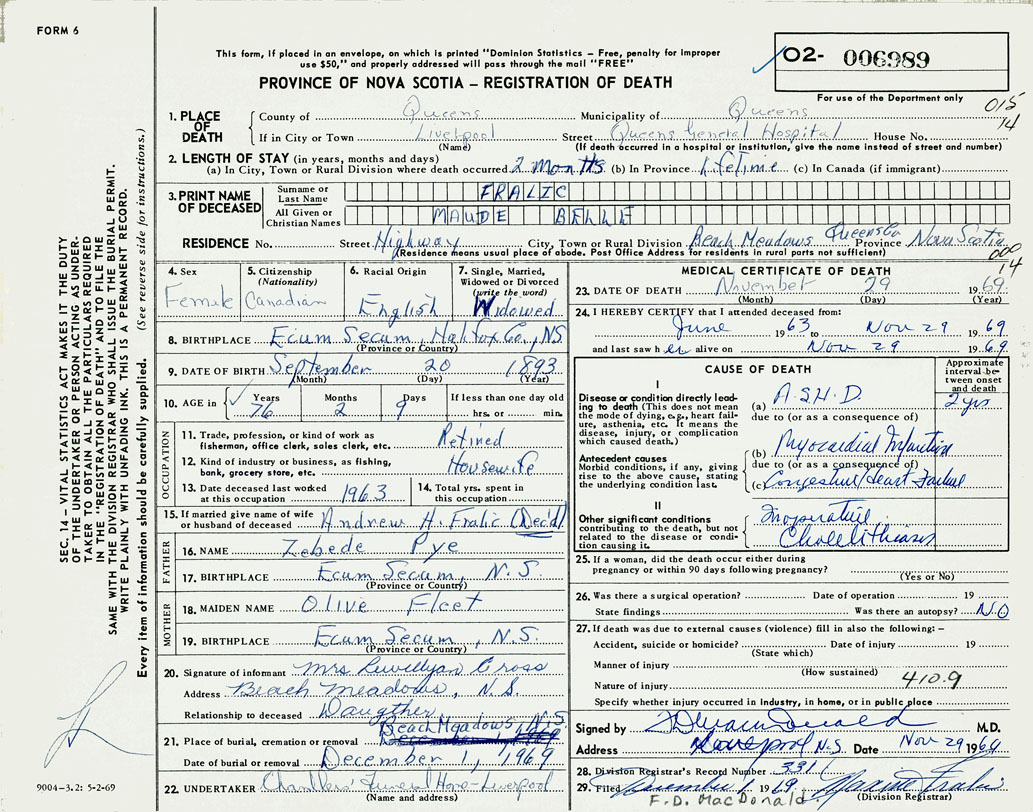 FORM 6
This form, if placed in an envelope, on which is printed "Dominion Statistics – Free, penalty for improper
use $50," and properly addressed will pass through the mail "FREE"
PROVINCE OF NOVA SCOTIA – REGISTRATION OF DEATH
02- 006989
For use of the Department only
015
14
1. PLACE OF DEATH
County of Queens Municipality of Queens
If in City or Town Liverpool Street Queens General Hospital House No.
(Name) (If death occurred in a hospital or institution, give the name instead of street and number)
2. LENGTH OF STAY (in years, months and days)
(a) In City, Town or Rural Division where death occurred 2 Months (b) In Province lifetime (c) In Canada (if immigrant)
3. PRINT NAME OF DECEASED
Surname or Last Name FRALIC
All Given or Christian Names MAUDE BELLE
RESIDENCE No. Street Highway City, Town or Rural Division Beach Meadows Queens Co Province Nova Scotia
(Residence means usual place of abode. Post Office Address for residents in rural parts not sufficient)
000
14
4. Sex
Female
5. Citizenship
(Nationality)
Canadian
6. Racial Origin
English
7. Single, Married,
Widowed or Divorced
(write the word)
Widowed
8. BIRTHPLACE Ecum Secum, Halifax Co., NS
(Province or Country)
9. DATE OF BIRTH September 20 1893
(Month) (Day) (Year)
10. AGE in Years Months Days If less than one day old
76 2 9 hrs. or min.
OCCUPATION
11. Trade, profession, or kind of work as
fisherman, office clerk, sales clerk, etc. Retired
12. Kind of industry or business, as fishing,
bank, grocery store, etc. Housewife
13. Date deceased last worked
at this occupation 1963
14. Total yrs. spent in
this occupation
15. If married give name of wife
or husband of deceased Andrew H. Fralic (Dec'd)
FATHER
16. NAME Zebede Pye
17. BIRTHPLACE Ecum Secum, N.S.
(Province or Country)
MOTHER
18. MAIDEN NAME Olive Fleet
19. BIRTHPLACE Ecum Secum, N.S.
(Province or Country)
20. Signature of informant Mrs Lewellyan Cross
Address Beach Meadows, N.S.
Relationship to deceased Daugther
Beach Meadows, N.S.
21. Place of burial, cremation or removal
Date of burial or removal December 1, 1969
22. UNDERTAKER Chandlers Funeral Home - Liverpool
(Name and address)
MEDICAL CERTIFICATE OF DEATH
23. DATE OF DEATH November 29 1969
(Month) (Day) (Year)
24. I HEREBY CERTIFY that I attended deceased from:
June 1963 to Nov 29 1969
and last saw her alive on Nov 29 1969
CAUSE OF DEATH
Approximate
interval be-
tween onset
and death
I
Disease or condition directly lead-
ing to death (This does not mean
the mode of dying, e.g., heart fail-
ure, asthenia, etc. It means the
disease, injury, or complication
which caused death.)
(a) A.S.H.D. 2 yrs
due to (or as a consequence of)
Antecedent causes
Morbid conditions, if any, giving
rise to the above cause, stating
the underlying condition last.
(b) Myocardial Infarction
due to (or as a consequence of)
(c) Congestive Heart Failure
II
Other significant conditions
contributing to the death, but not
related to the disease or condi-
tion causing it.
Inoperative
Cholelithiasis
25. If a woman, did the death occur either during
pregnancy or within 90 days following pregnancy?
(Yes or No)
26. Was there a surgical operation? Date of operation 19
State findings Was there an autopsy? NO
27. If death was due to external causes (violence) fill in also the following: –
Accident, suicide or homicide? Date of injury 19
(State which)
Manner of injury
(How sustained)
Nature of injury 410.9
Specify whether injury occurred in industry, in home, or in public place
Signed by M.D.
Address Liverpool N.S. Date Nov 29 1969
28. Division Registrar's Record Number 331
29. Filed December 1 1969
F.D. MacDonald (Division Registrar)
SEC. 14 – VITAL STATISTICS ACT MAKES IT THE DUTY
OF THE UNDERTAKER OR PERSON ACTING AS UNDER-
TAKER TO OBTAIN ALL THE PARTICULARS REQUIRED
IN THE "REGISTRATION OF DEATH" AND TO FILE THE
SAME WITH THE DIVISION REGISTRAR WHO SHALL ISSUE THE BURIAL PERMIT.
WRITE PLAINLY WITH UNFADING INK. THIS IS A PERMANENT RECORD.
Every item of information should be carefully supplied. (See reverse side for instructions.)
9004-3.2: 5-2-69